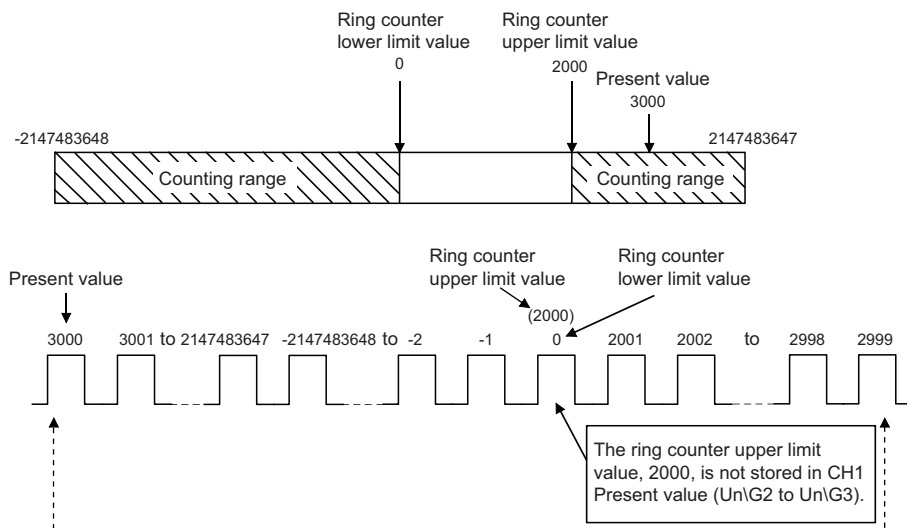 Ring counter
lower limit value
0
Ring counter
upper limit value
2000
Present value
3000
-2147483648
2147483647
Counting range
Counting range
Present value
Ring counter
upper limit value
(2000)
Ring counter
lower limit value
3000 3001 to 2147483647 -2147483648 to -2 -1 0 2001 2002 to 2998 2999
The ring counter upper limit
value, 2000, is not stored in CH1
Present value (Un\G2 to Un\G3).